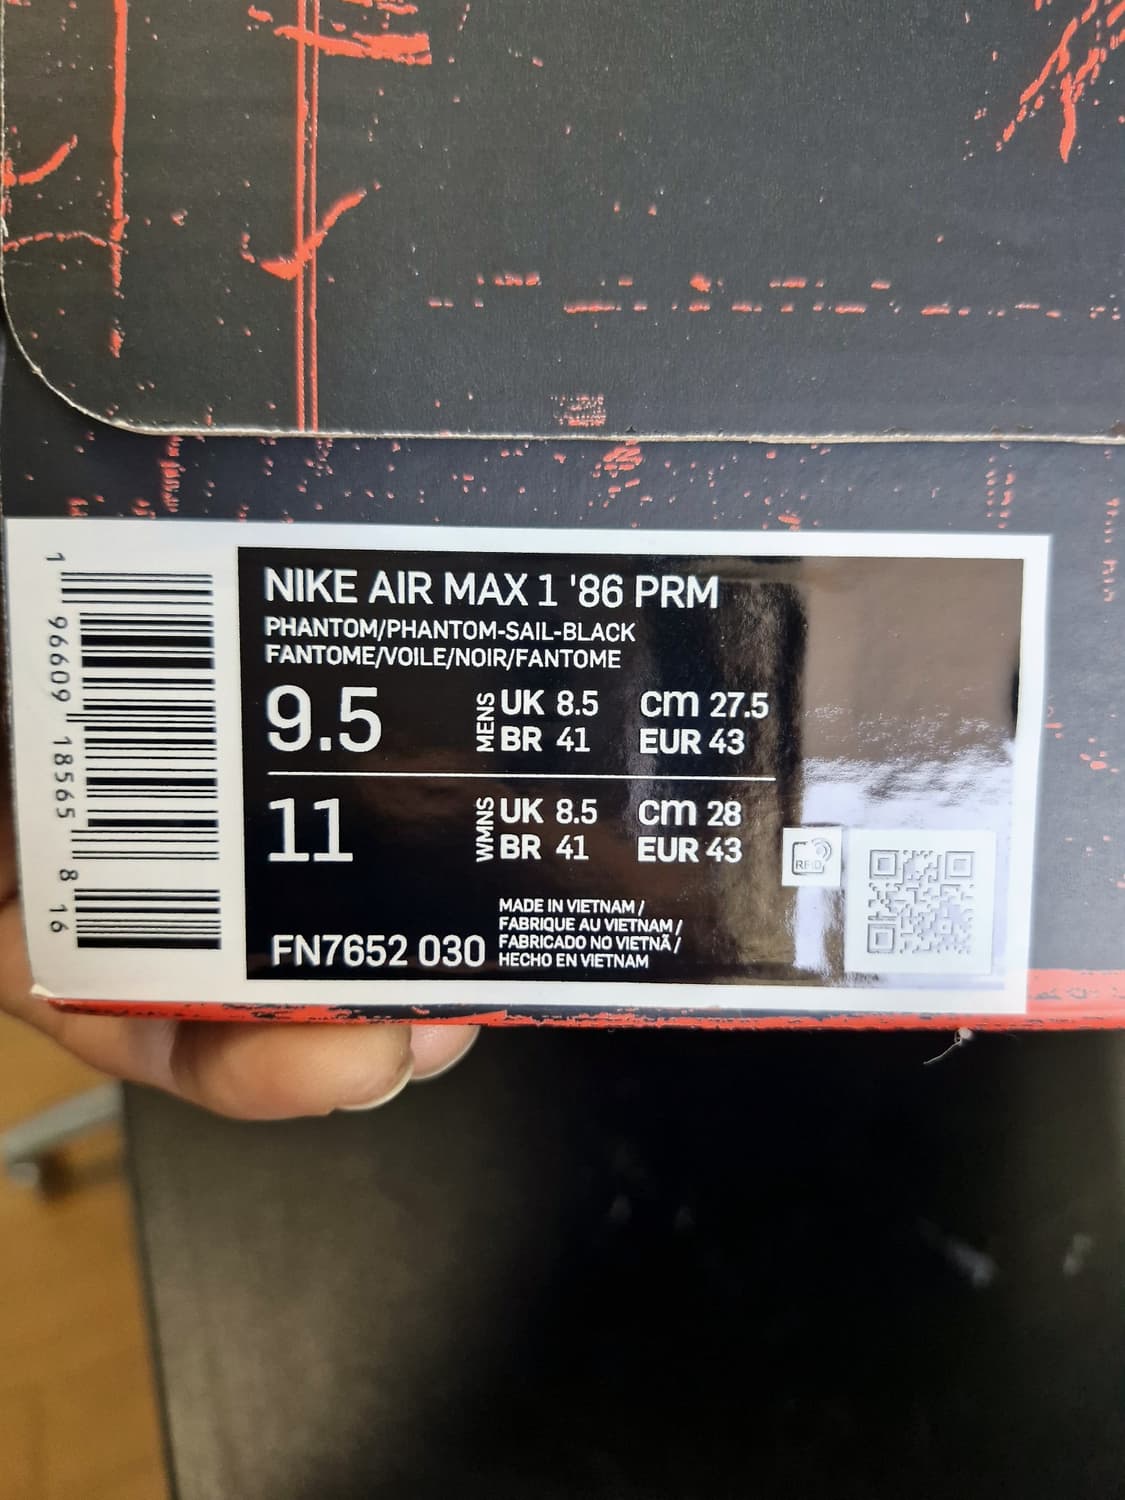 NIKE AIR MAX 1 '86 PRM
PHANTOM/PHANTOM-SAIL-BLACK
FANTOME/VOILE/NOIR/FANTOME
9.5 MENS UK 8.5 cm 27.5
BR 41 EUR 43
11 WMNS UK 8.5 cm 28
BR 41 EUR 43
RFID
MADE IN VIETNAM /
FABRIQUE AU VIETNAM /
FABRICADO NO VIETNÃ /
HECHO EN VIETNAM
FN7652 030
1 96609 18565 8 16